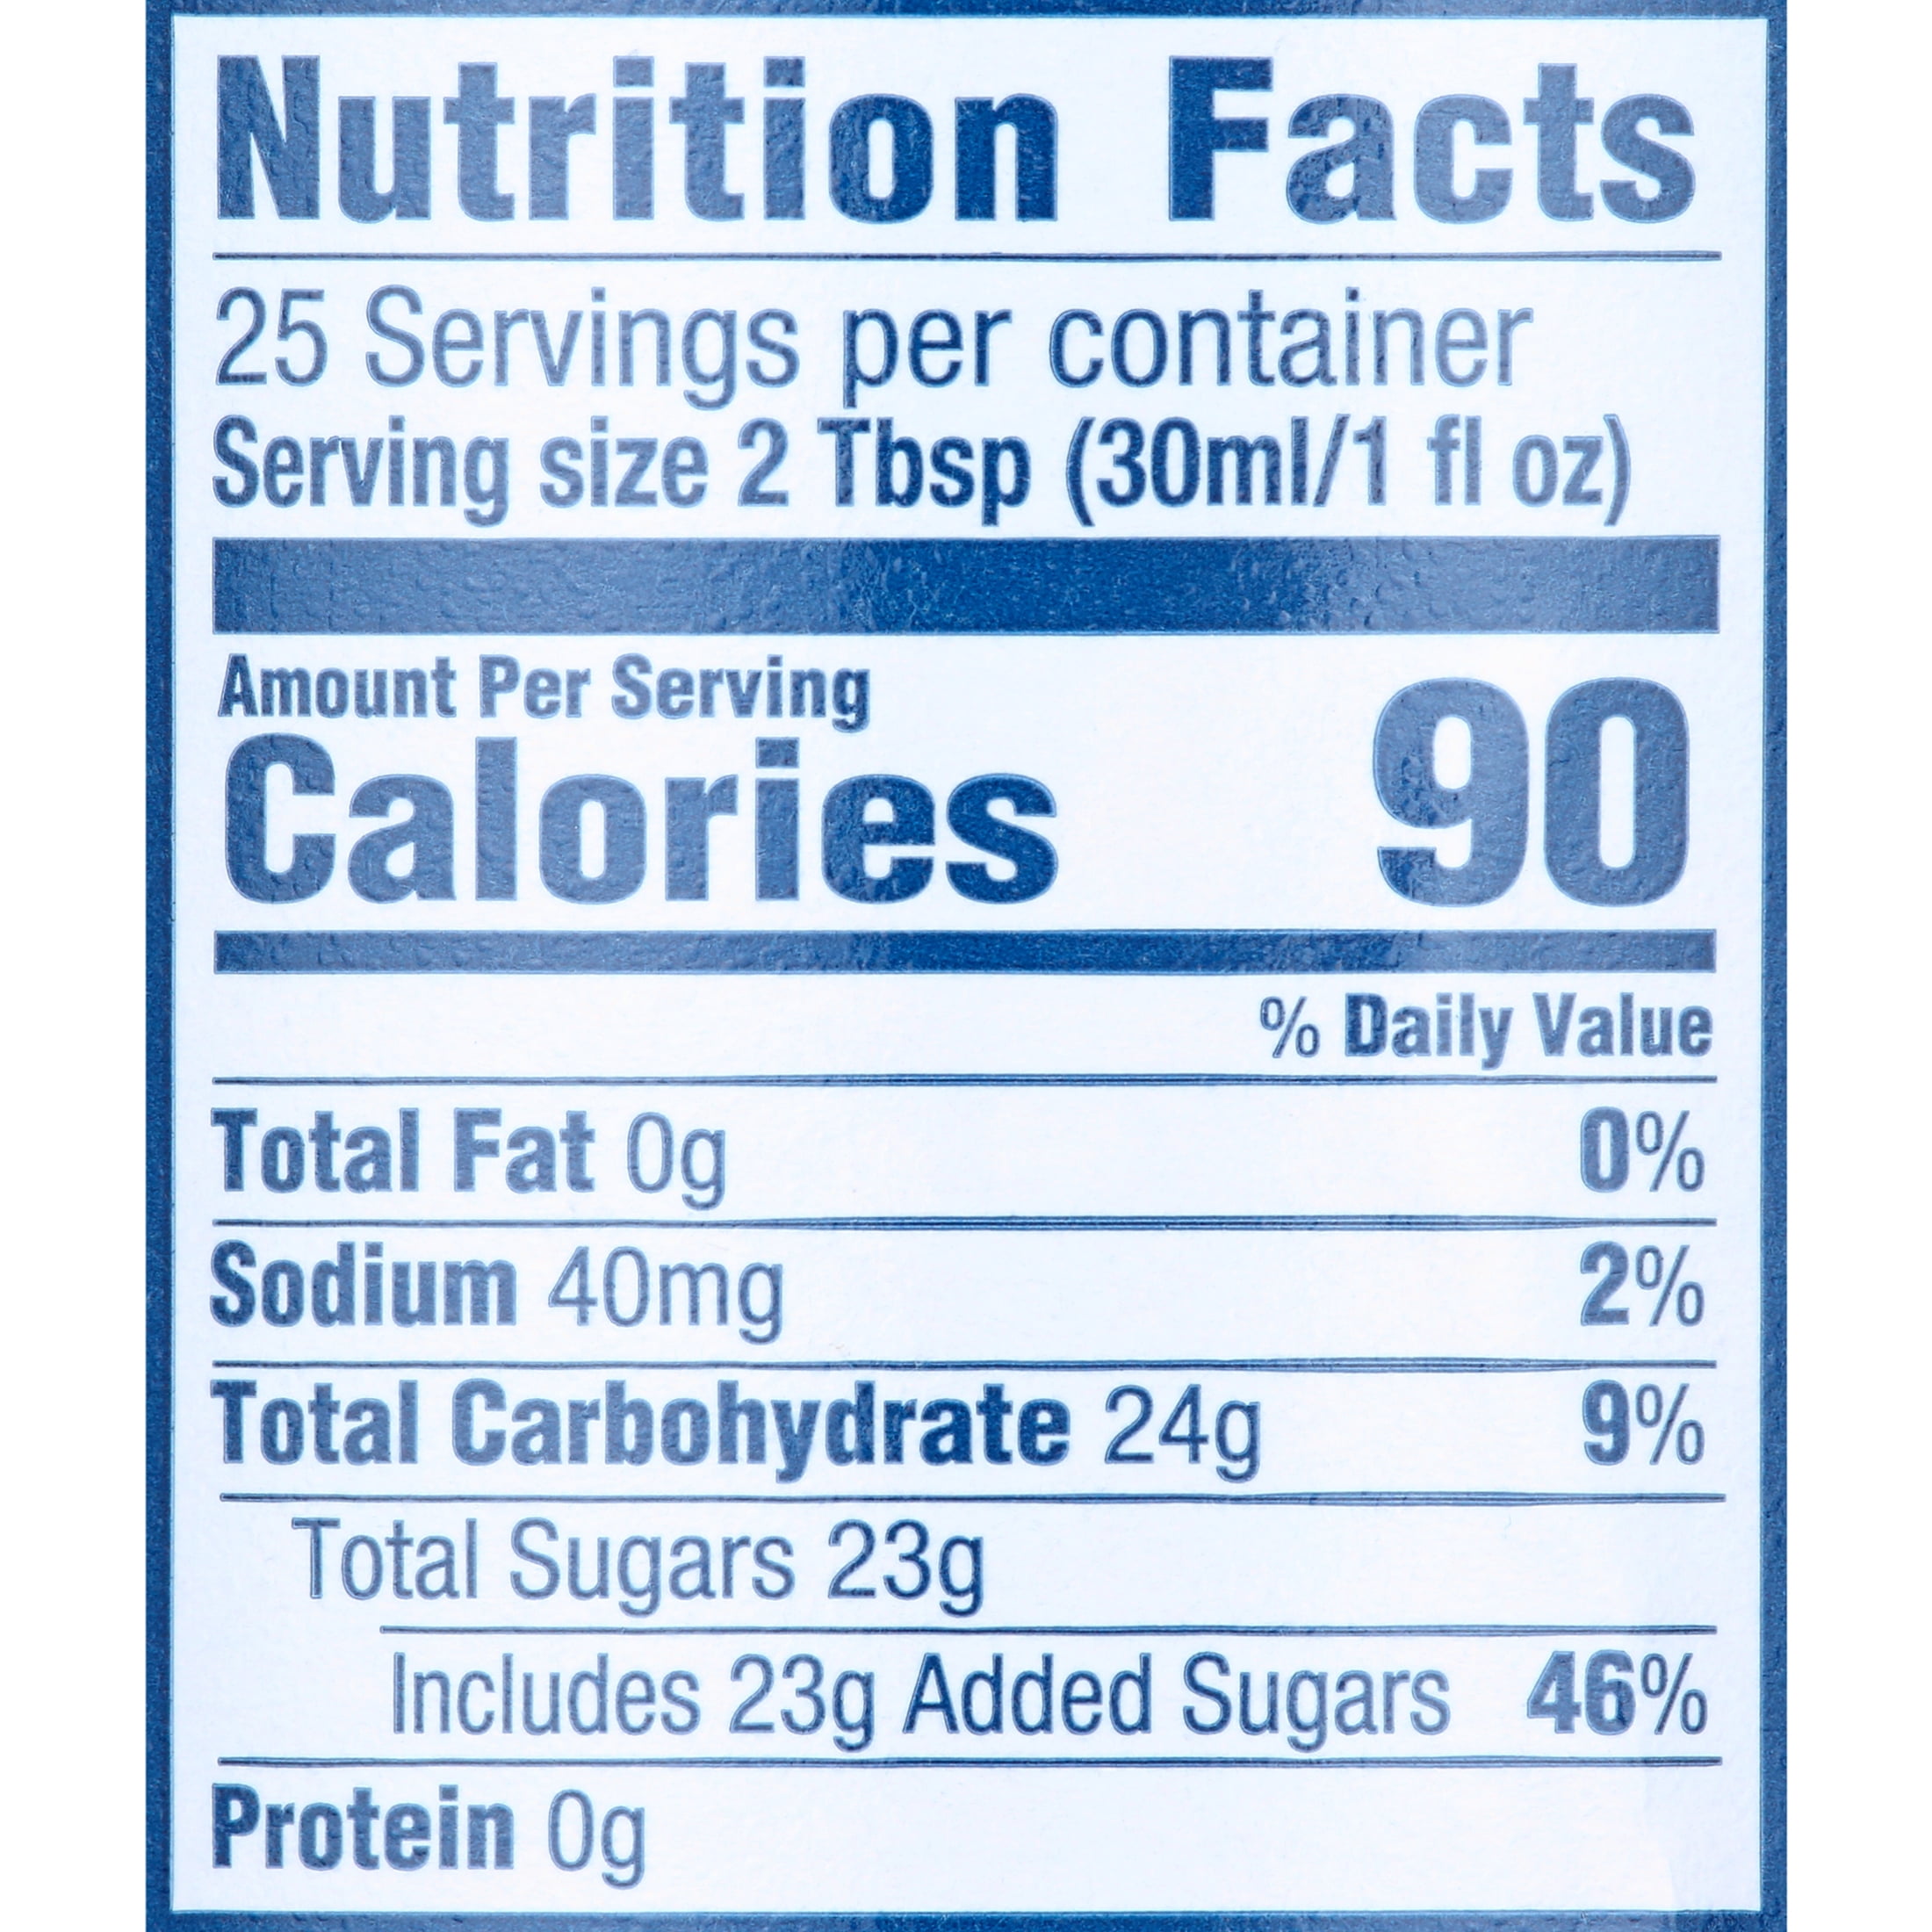 Nutrition Facts
25 Servings per container
Serving size 2 Tbsp (30ml/1 fl oz)
Amount Per Serving
Calories 90
% Daily Value
Total Fat 0g 0%
Sodium 40mg 2%
Total Carbohydrate 24g 9%
Total Sugars 23g
Includes 23g Added Sugars 46%
Protein 0g